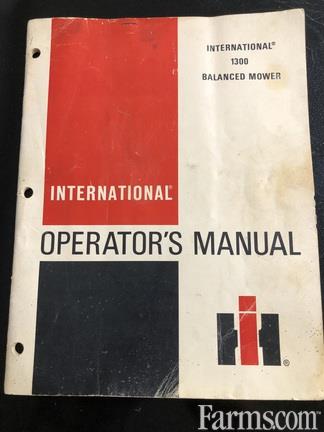 INTERNATIONAL®
1300
BALANCED MOWER
INTERNATIONAL®
OPERATOR'S MANUAL
IH®
Farms.com®